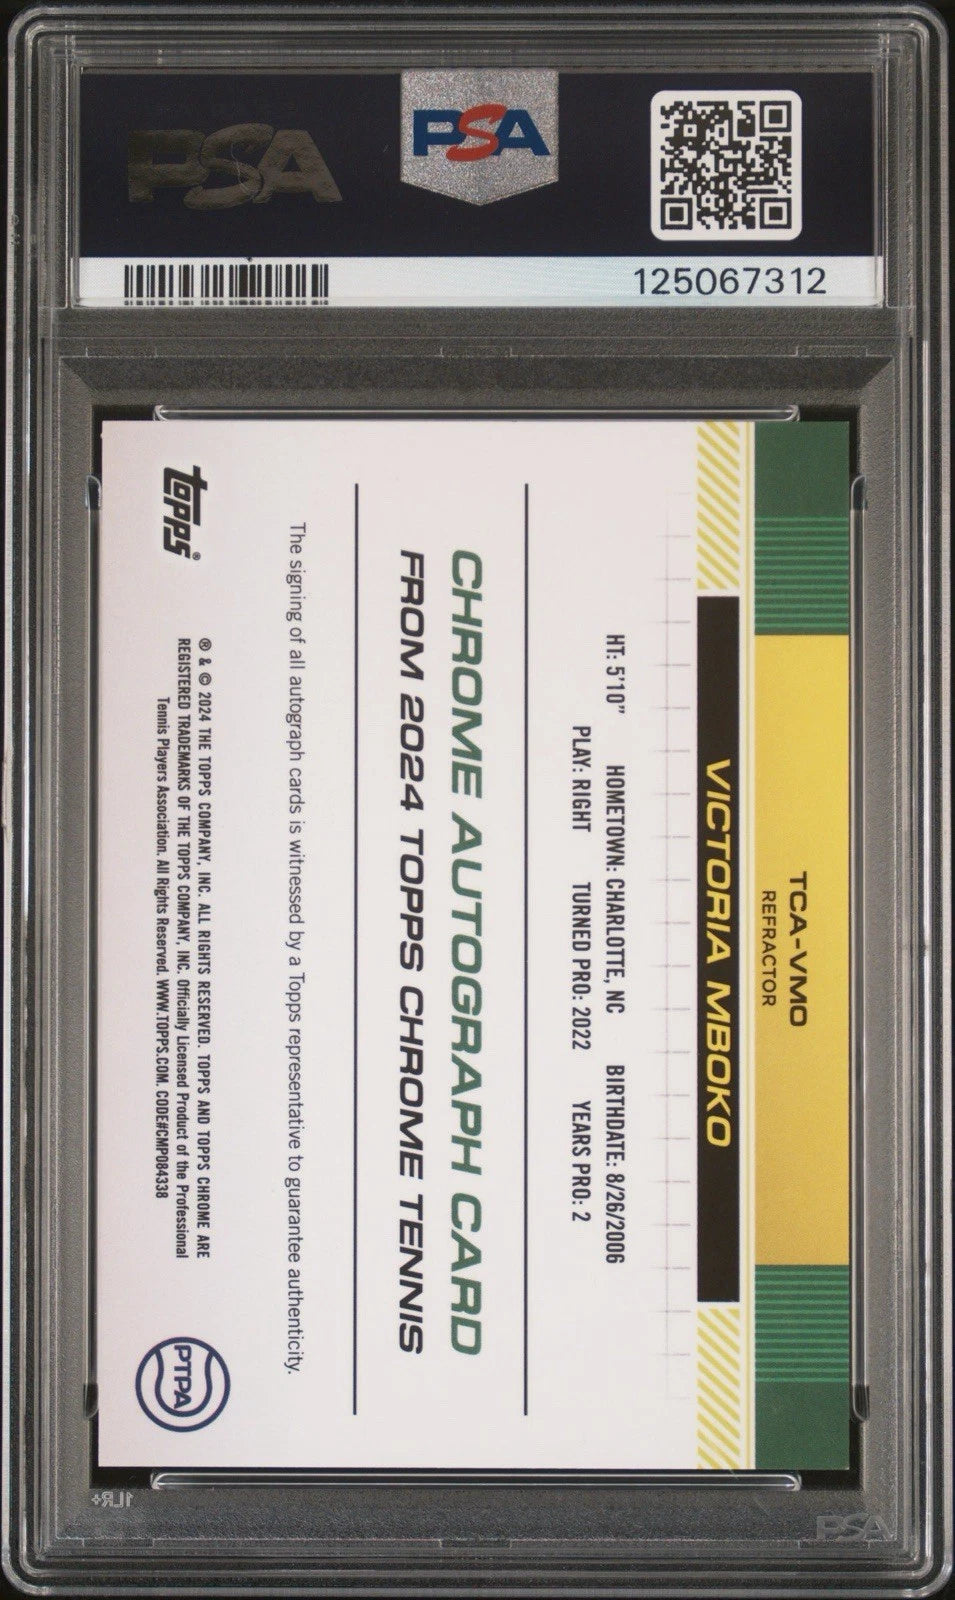 PSA
PSA
125067312
TCA-VMO
REFRACTOR
VICTORIA MBOKO
HT: 5'10" HOMETOWN: CHARLOTTE, NC BIRTHDATE: 8/26/2006
PLAY: RIGHT TURNED PRO: 2022 YEARS PRO: 2
CHROME AUTOGRAPH CARD
FROM 2024 TOPPS CHROME TENNIS
The signing of all autograph cards is witnessed by a Topps representative to guarantee authenticity.
topps®
® & © 2024 THE TOPPS COMPANY, INC. ALL RIGHTS RESERVED. TOPPS AND TOPPS CHROME ARE
REGISTERED TRADEMARKS OF THE TOPPS COMPANY, INC. Officially Licensed Product of the Professional
Tennis Players Association. All Rights Reserved. WWW.TOPPS.COM. CODE#CMP084338
PTPA
1LR+
PSA